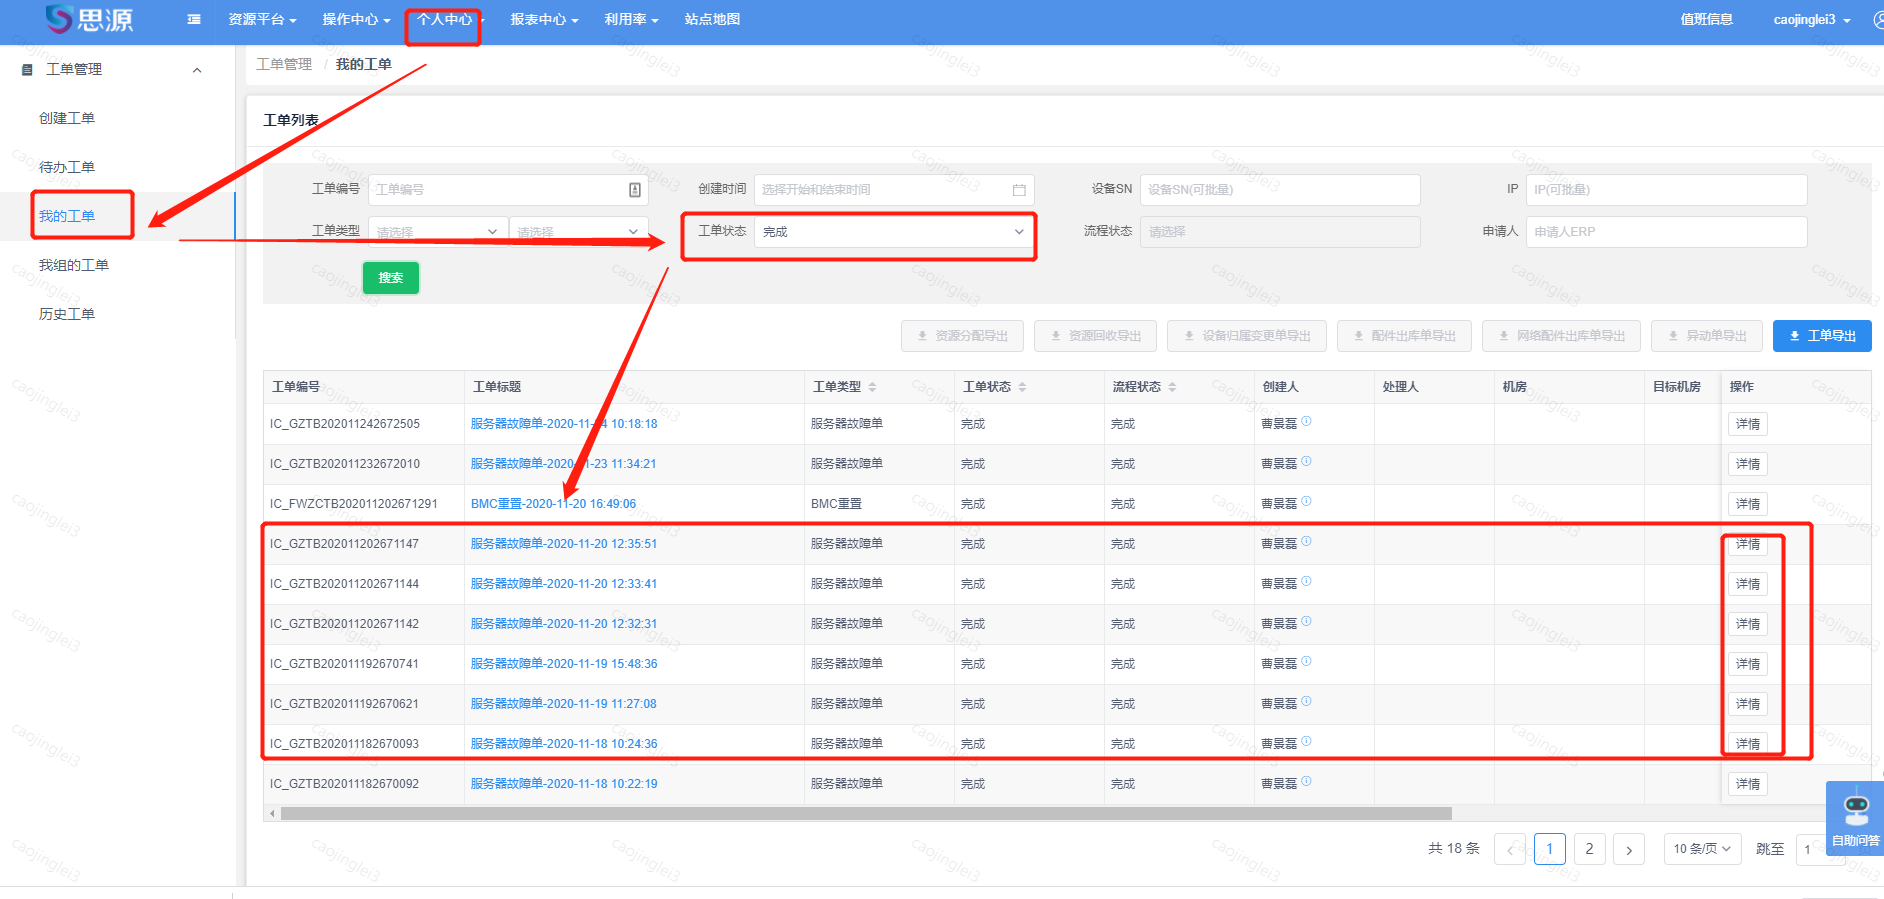 思源
资源平台 操作中心 个人中心 报表中心 利用率 站点地图 值班信息 caojinglei3
工单管理
创建工单
待办工单
我的工单
我组的工单
历史工单
工单管理 / 我的工单
工单列表
工单编号 工单编号 创建时间 选择开始和结束时间 设备SN 设备SN(可批量) IP IP(可批量)
工单类型 请选择 请选择 工单状态 完成 流程状态 请选择 申请人 申请人ERP
搜索
资源分配导出 资源回收导出 设备归属变更单导出 配件出库单导出 网络配件出库单导出 异动单导出 工单导出
工单编号 工单标题 工单类型 工单状态 流程状态 创建人 处理人 机房 目标机房 操作
IC_GZTB202011242672505 服务器故障单-2020-11-24 10:18:18 服务器故障单 完成 完成 曹景磊 详情
IC_GZTB202011232672010 服务器故障单-2020-11-23 11:34:21 服务器故障单 完成 完成 曹景磊 详情
IC_FWZCTB202011202671291 BMC重置-2020-11-20 16:49:06 BMC重置 完成 完成 曹景磊 详情
IC_GZTB202011202671147 服务器故障单-2020-11-20 12:35:51 服务器故障单 完成 完成 曹景磊 详情
IC_GZTB202011202671144 服务器故障单-2020-11-20 12:33:41 服务器故障单 完成 完成 曹景磊 详情
IC_GZTB202011202671142 服务器故障单-2020-11-20 12:32:31 服务器故障单 完成 完成 曹景磊 详情
IC_GZTB202011192670741 服务器故障单-2020-11-19 15:48:36 服务器故障单 完成 完成 曹景磊 详情
IC_GZTB202011192670621 服务器故障单-2020-11-19 11:27:08 服务器故障单 完成 完成 曹景磊 详情
IC_GZTB202011182670093 服务器故障单-2020-11-18 10:24:36 服务器故障单 完成 完成 曹景磊 详情
IC_GZTB202011182670092 服务器故障单-2020-11-18 10:22:19 服务器故障单 完成 完成 曹景磊 详情
自助问答
共 18 条 1 2 10 条/页 跳至 1